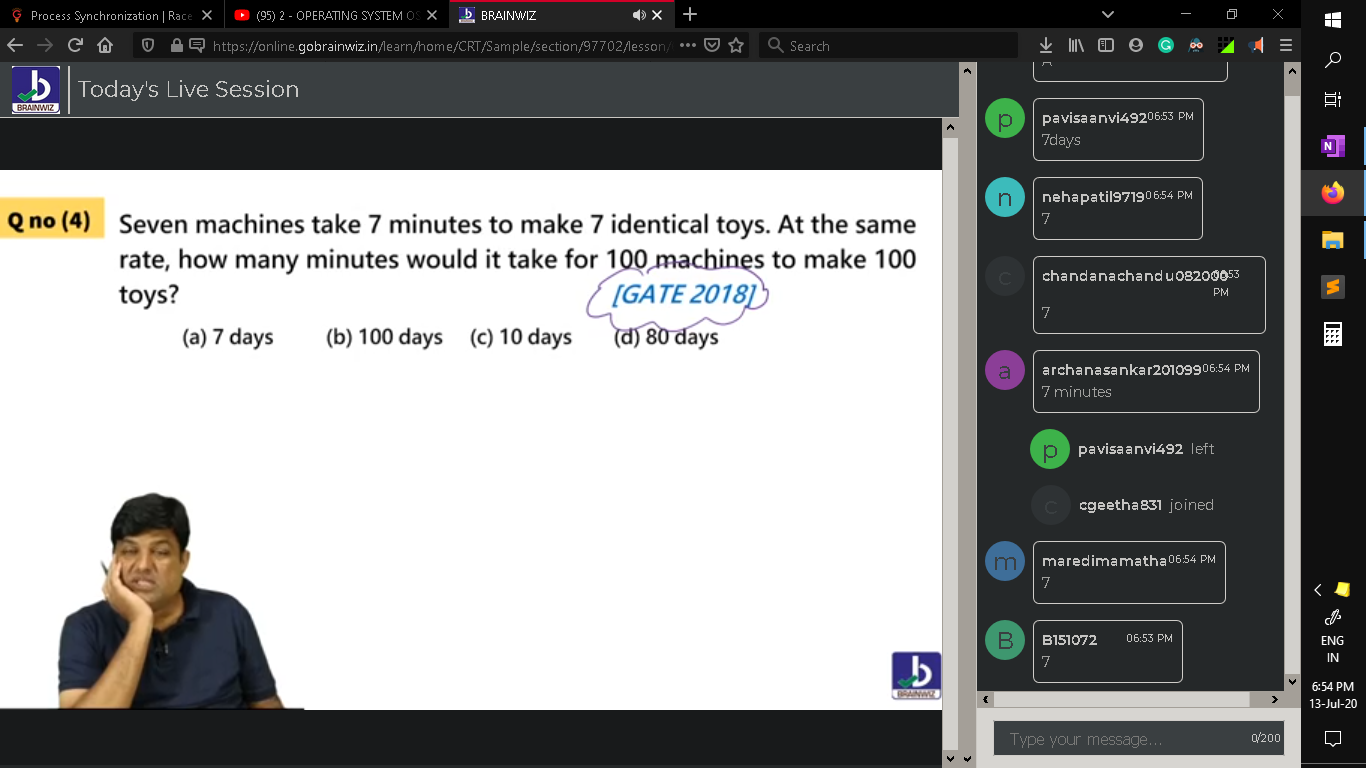 Process Synchronization | Race
(95) 2 - OPERATING SYSTEM OS
BRAINWIZ
https://online.gobrainwiz.in/learn/home/CRT/Sample/section/97702/lesson/
Search
BRAINWIZ
Today's Live Session
Q no (4)
Seven machines take 7 minutes to make 7 identical toys. At the same
rate, how many minutes would it take for 100 machines to make 100
toys?
[GATE 2018]
(a) 7 days (b) 100 days (c) 10 days (d) 80 days
BRAINWIZ
A
p
pavisaanvi492 06:53 PM
7days
n
nehapatil9719 06:54 PM
7
c
chandanachandu082000 PM
7
a
archanasankar201099 06:54 PM
7 minutes
p
pavisaanvi492 left
c
cgeetha831 joined
m
maredimamatha 06:54 PM
7
B
B151072 06:53 PM
7
Type your message...
0/200
ENG
IN
6:54 PM
13-Jul-20